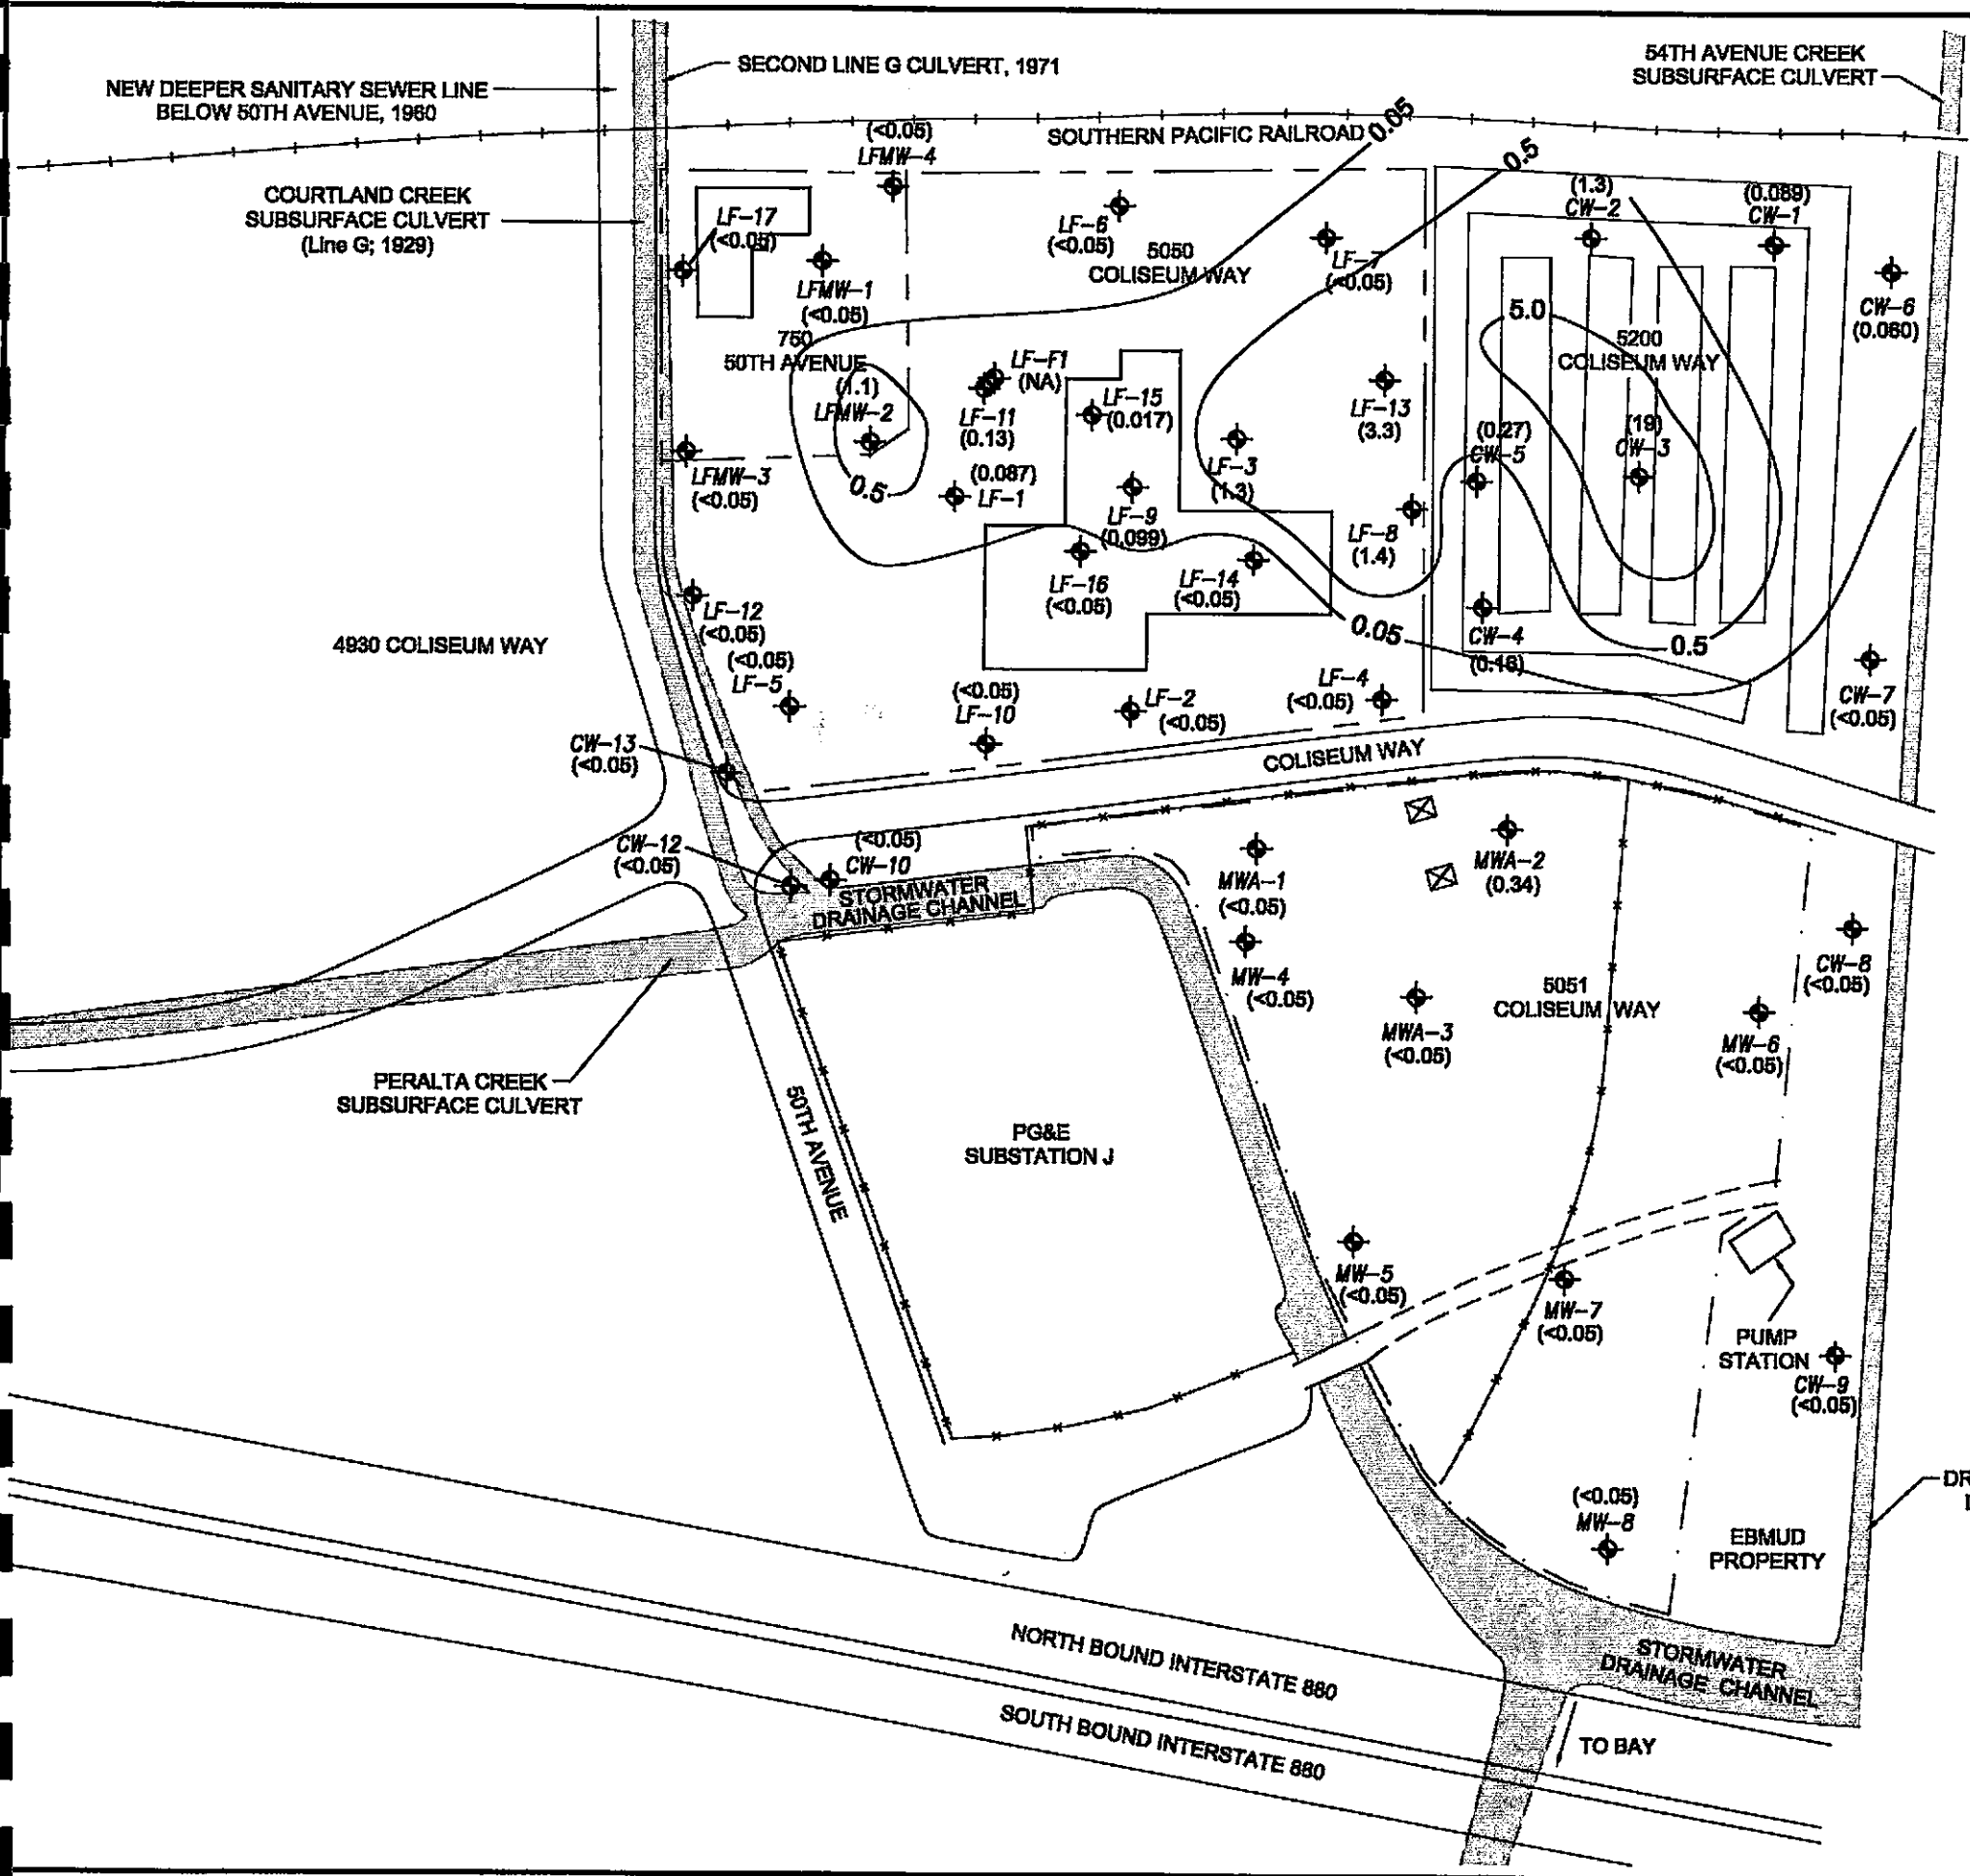 SECOND LINE G CULVERT, 1971
54TH AVENUE CREEK
SUBSURFACE CULVERT
NEW DEEPER SANITARY SEWER LINE
BELOW 50TH AVENUE, 1960
SOUTHERN PACIFIC RAILROAD
0.05
0.5
(<0.05)
LFMW-4
COURTLAND CREEK
SUBSURFACE CULVERT
(Line G; 1929)
LF-17
(<0.05)
LF-6
(<0.05)
5050
COLISEUM WAY
LF-7
(<0.05)
(1.3)
CW-2
(0.089)
CW-1
LFMW-1
(<0.05)
CW-6
(0.060)
750
50TH AVENUE
(1.1)
LFMW-2
0.5
LF-F1
(NA)
LF-11
(0.13)
LF-15
(0.017)
5.0
5200
COLISEUM WAY
LF-13
(3.3)
(0.27)
CW-5
(19)
CW-3
LFMW-3
(<0.05)
(0.087)
LF-1
LF-9
(0.099)
LF-3
(1.3)
LF-8
(1.4)
LF-16
(<0.05)
LF-14
(<0.05)
LF-12
(<0.05)
0.05
CW-4
(0.16)
0.5
4930 COLISEUM WAY
(<0.05)
LF-5
(<0.05)
LF-10
LF-2
(<0.05)
LF-4
(<0.05)
CW-7
(<0.05)
CW-13
(<0.05)
COLISEUM WAY
CW-12
(<0.05)
(<0.05)
CW-10
STORMWATER
DRAINAGE CHANNEL
MWA-1
(<0.05)
MWA-2
(0.34)
MW-4
(<0.05)
MWA-3
(<0.05)
5051
COLISEUM WAY
CW-8
(<0.05)
MW-6
(<0.05)
PERALTA CREEK
SUBSURFACE CULVERT
50TH AVENUE
PG&E
SUBSTATION J
MW-5
(<0.05)
MW-7
(<0.05)
PUMP
STATION
CW-9
(<0.05)
(<0.05)
MW-8
EBMUD
PROPERTY
DR
NORTH BOUND INTERSTATE 880
SOUTH BOUND INTERSTATE 880
STORMWATER
DRAINAGE CHANNEL
TO BAY